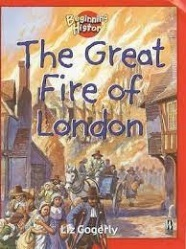 Beginning
History
The Great
Fire of
London
Liz Gogerly